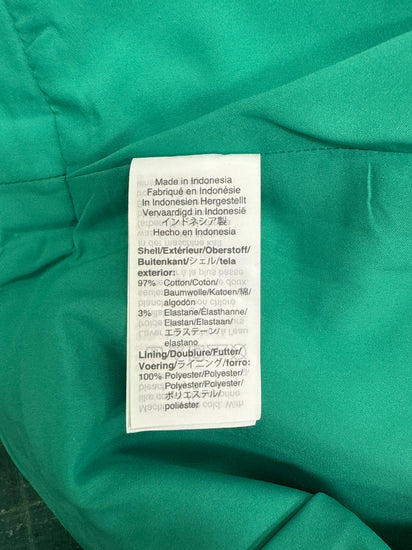 Made in Indonesia
Fabriqué en Indonésie
In Indonesien Hergestellt
Vervaardigd in Indonesië
インドネシア製
Hecho en Indonesia
Shell/Extérieur/Oberstoff/
Buitenkant/シェル/tela
exterior:
97% Cotton/Coton/
Baumwolle/Katoen/綿/
algodón
3% Elastane/Élasthanne/
Elastan/Elastaan/
エラステーン/
elastano
Lining/Doublure/Futter/
Voering/ライニング/forro:
100% Polyester/Polyester/
Polyester/Polyester/
ポリエステル/
poliéster